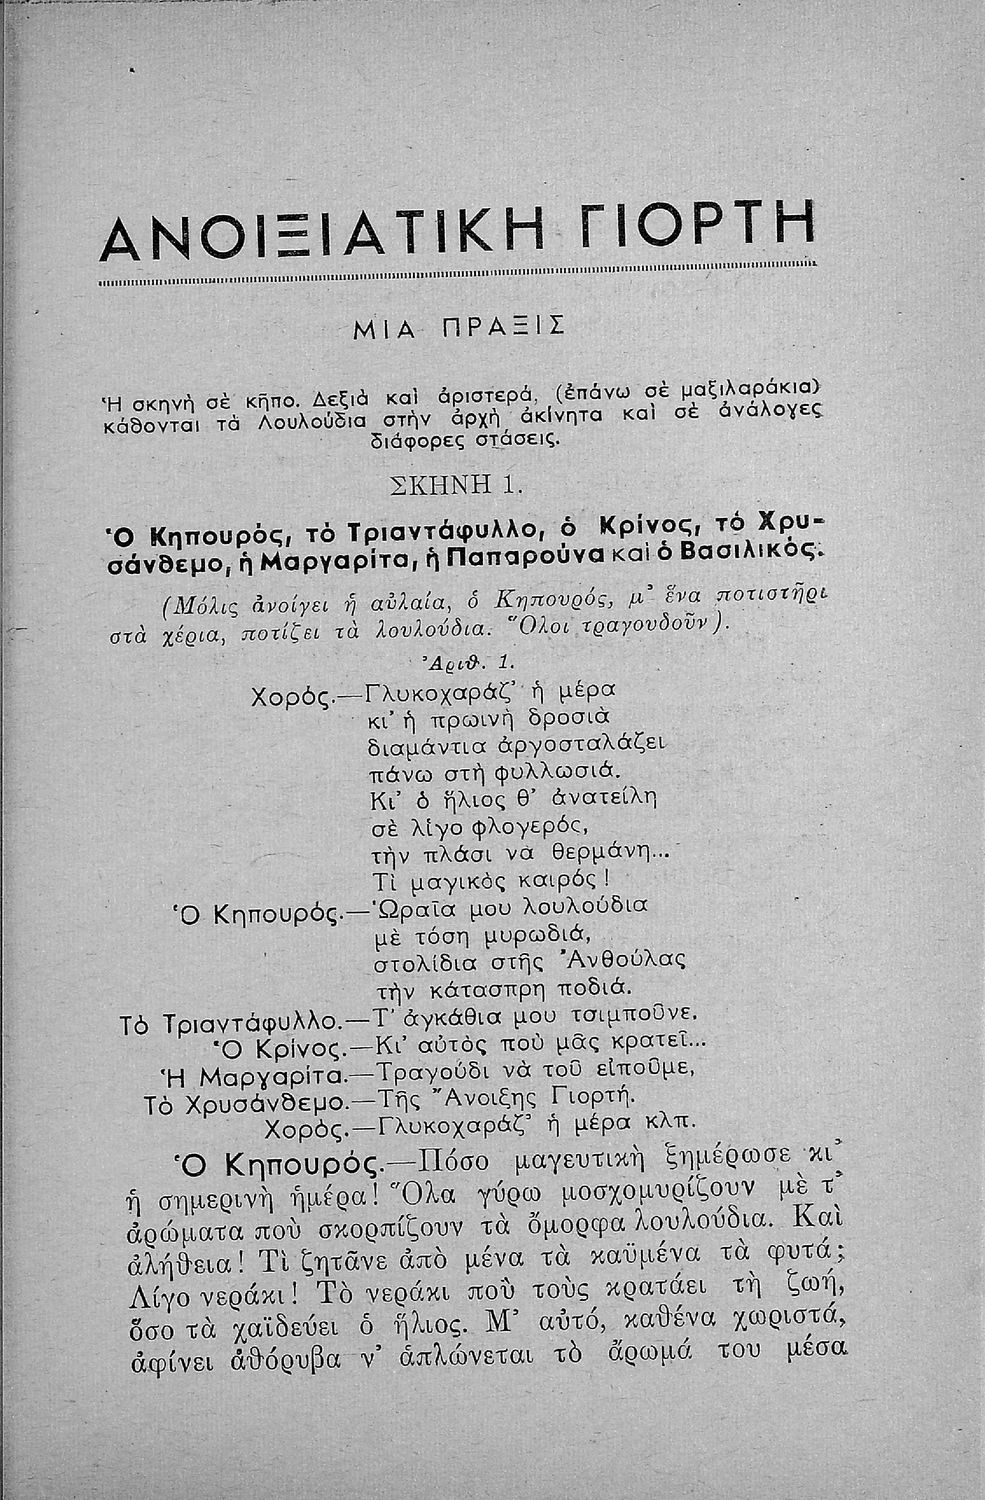 ΑΝΟΙΞΙΑΤΙΚΗ ΓΙΟΡΤΗ
ΜΙΑ ΠΡΑΞΙΣ
Ἡ σκηνὴ σὲ κῆπο. Δεξιὰ καὶ ἀριστερά, (ἐπάνω σὲ μαξιλαράκια)
κάθονται τὰ Λουλούδια στὴν ἀρχὴ ἀκίνητα καὶ σὲ ἀνάλογες
διάφορες στάσεις.
ΣΚΗΝΗ 1.
Ὁ Κηπουρός, τὸ Τριαντάφυλλο, ὁ Κρίνος, τὸ Χρυ-
σάνθεμο, ἡ Μαργαρίτα, ἡ Παπαρούνα καὶ ὁ Βασιλικός.
(Μόλις ἀνοίγει ἡ αὐλαία, ὁ Κηπουρός, μ᾽ ἕνα ποτιστῆρι
στὰ χέρια, ποτίζει τὰ λουλούδια. Ὅλοι τραγουδοῦν).
Ἀριθ. 1.
Χορός.—Γλυκοχαράζ᾽ ἡ μέρα
κι᾽ ἡ πρωινὴ δροσιὰ
διαμάντια ἀργοσταλάζει
πάνω στὴ φυλλωσιά.
Κι᾽ ὁ ἥλιος θ᾽ ἀνατείλη
σὲ λίγο φλογερός,
τὴν πλάσι νὰ θερμάνη...
Τὶ μαγικὸς καιρός!
Ὁ Κηπουρός.—Ὡραῖα μου λουλούδια
μὲ τόση μυρωδιά,
στολίδια στῆς Ἀνθούλας
τὴν κάτασπρη ποδιά.
Τὸ Τριαντάφυλλο.—Τ᾽ ἀγκάθια μου τσιμποῦνε.
Ὁ Κρίνος.—Κι᾽ αὐτὸς ποὺ μᾶς κρατεῖ...
Ἡ Μαργαρίτα.—Τραγούδι νὰ τοῦ εἰποῦμε,
Τὸ Χρυσάνθεμο.—Τῆς Ἄνοιξης Γιορτή.
Χορός.—Γλυκοχαράζ᾽ ἡ μέρα κλπ.
Ὁ Κηπουρός.—Πόσο μαγευτικὴ ξημέρωσε κι᾽
ἡ σημερινὴ ἡμέρα! Ὅλα γύρω μοσχομυρίζουν μὲ τ᾽
ἀρώματα ποὺ σκορπίζουν τὰ ὄμορφα λουλούδια. Καὶ
ἀλήθεια! Τὶ ζητᾶνε ἀπὸ μένα τὰ καϋμένα τὰ φυτά;
Λίγο νεράκι! Τὸ νεράκι ποὺ τοὺς κρατάει τὴ ζωή,
ὅσο τὰ χαϊδεύει ὁ ἥλιος. Μ᾽ αὐτό, καθένα χωριστά,
ἀφίνει ἀθόρυβα ν᾽ ἁπλώνεται τὸ ἄρωμά του μέσα